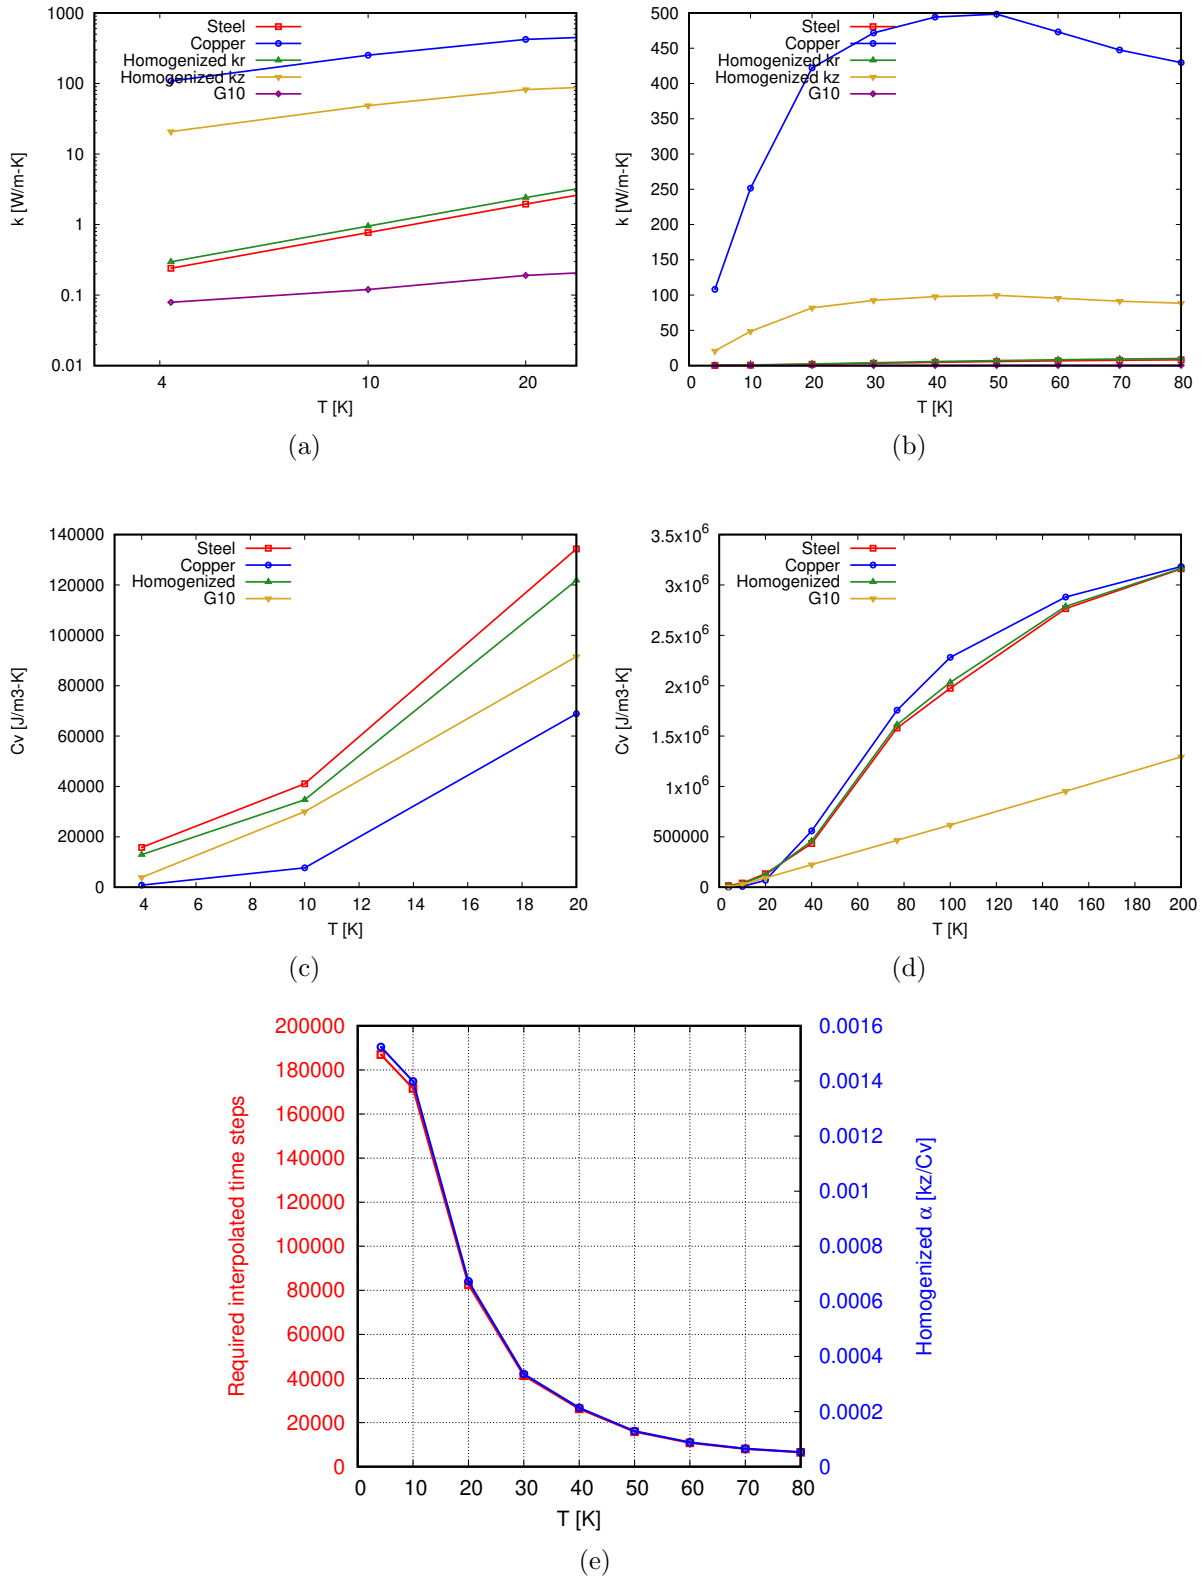 1000
100
10
1
0.1
0.01
k [W/m-K]
4
10
20
T [K]
Steel
Copper
Homogenized kr
Homogenized kz
G10
(a)
500
450
400
350
300
250
200
150
100
50
0
k [W/m-K]
0 10 20 30 40 50 60 70 80
T [K]
Steel
Copper
Homogenized kr
Homogenized kz
G10
(b)
140000
120000
100000
80000
60000
40000
20000
0
Cv [J/m3-K]
4 6 8 10 12 14 16 18 20
T [K]
Steel
Copper
Homogenized
G10
(c)
3.5x10^6
3x10^6
2.5x10^6
2x10^6
1.5x10^6
1x10^6
500000
0
Cv [J/m3-K]
0 20 40 60 80 100 120 140 160 180 200
T [K]
Steel
Copper
Homogenized
G10
(d)
200000
180000
160000
140000
120000
100000
80000
60000
40000
20000
0
Required interpolated time steps
0.0016
0.0014
0.0012
0.001
0.0008
0.0006
0.0004
0.0002
0
Homogenized α [kz/Cv]
0 10 20 30 40 50 60 70 80
T [K]
(e)